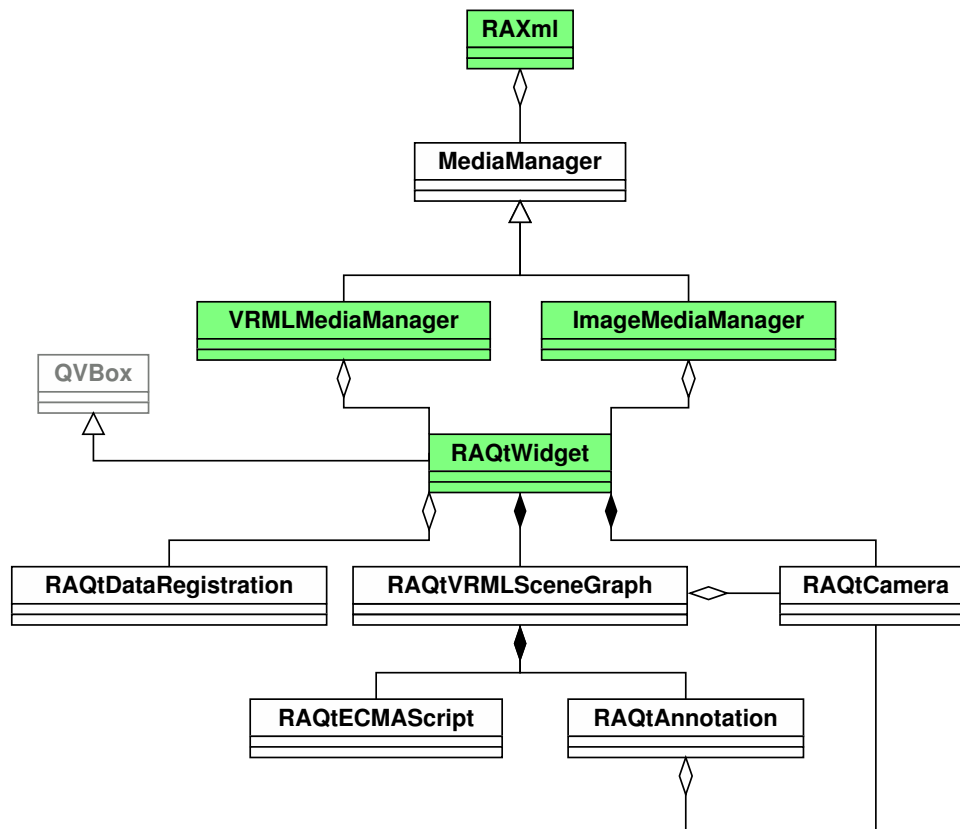 RAXml
MediaManager
VRMLMediaManager
ImageMediaManager
QVBox
RAQtWidget
RAQtDataRegistration
RAQtVRMLSceneGraph
RAQtCamera
RAQtECMAScript
RAQtAnnotation